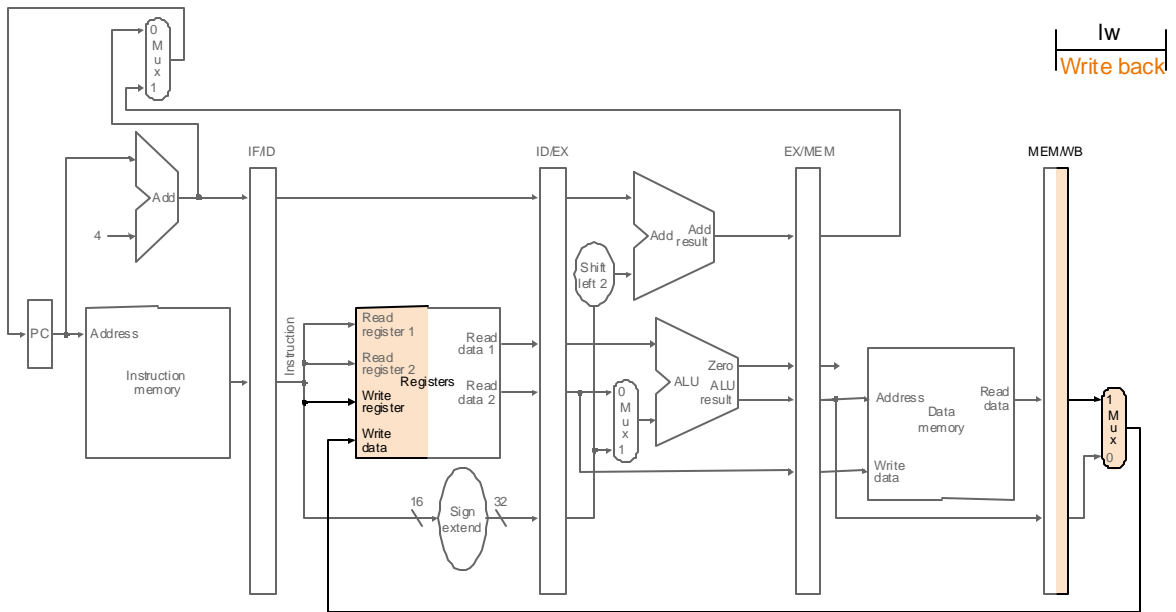 lw
Write back
0
M
u
x
1
IF/ID
ID/EX
EX/MEM
MEM/WB
Add
4
Add
Add
result
Shift
left 2
PC
Address
Instruction
memory
Instruction
Read
register 1
Read
register 2
Registers
Write
register
Write
data
Read
data 1
Read
data 2
0
M
u
x
1
Zero
ALU
ALU
result
Address
Data
memory
Read
data
Write
data
1
M
u
x
0
16
Sign
extend
32